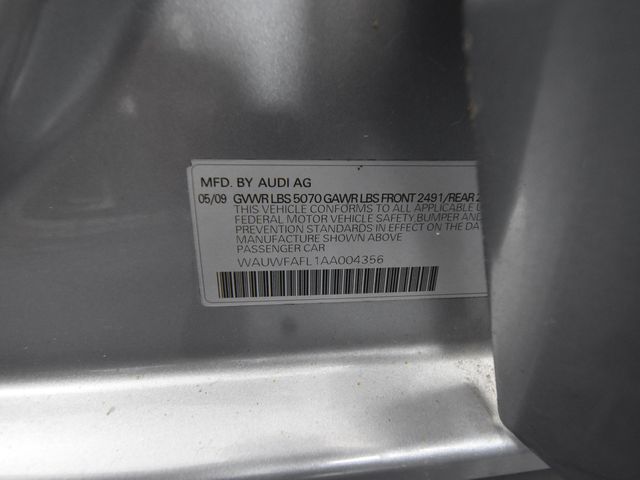 MFD. BY AUDI AG
05/09 GVWR LBS 5070 GAWR LBS FRONT 2491/REAR 2
THIS VEHICLE CONFORMS TO ALL APPLICABLE U
FEDERAL MOTOR VEHICLE SAFETY, BUMPER AND
PREVENTION STANDARDS IN EFFECT ON THE DA
MANUFACTURE SHOWN ABOVE
PASSENGER CAR
WAUWFAFL1AA004356